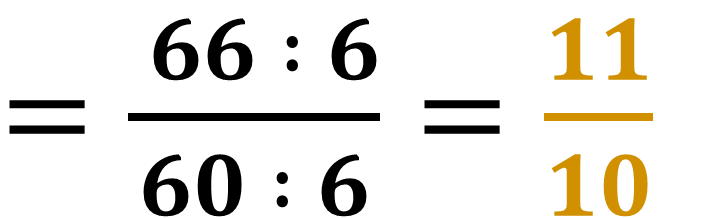 = 66 : 6 / 60 : 6 = 11 / 10